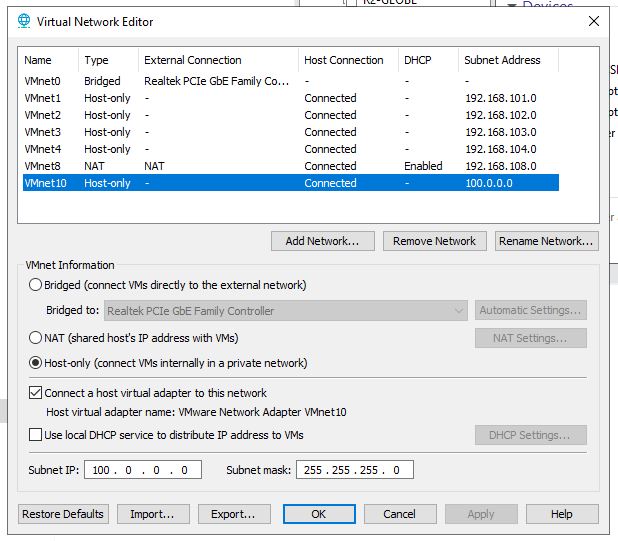 R2-GLOBE
Devices
Virtual Network Editor
Name Type External Connection Host Connection DHCP Subnet Address
VMnet0 Bridged Realtek PCIe GbE Family Co... - - -
VMnet1 Host-only - Connected - 192.168.101.0
VMnet2 Host-only - Connected - 192.168.102.0
VMnet3 Host-only - Connected - 192.168.103.0
VMnet4 Host-only - Connected - 192.168.104.0
VMnet8 NAT NAT Connected Enabled 192.168.108.0
VMnet10 Host-only - Connected - 100.0.0.0
Add Network... Remove Network Rename Network...
VMnet Information
Bridged (connect VMs directly to the external network)
Bridged to: Realtek PCIe GbE Family Controller Automatic Settings...
NAT (shared host's IP address with VMs) NAT Settings...
Host-only (connect VMs internally in a private network)
Connect a host virtual adapter to this network
Host virtual adapter name: VMware Network Adapter VMnet10
Use local DHCP service to distribute IP address to VMs DHCP Settings...
Subnet IP: 100 . 0 . 0 . 0 Subnet mask: 255 . 255 . 255 . 0
Restore Defaults Import... Export... OK Cancel Apply Help